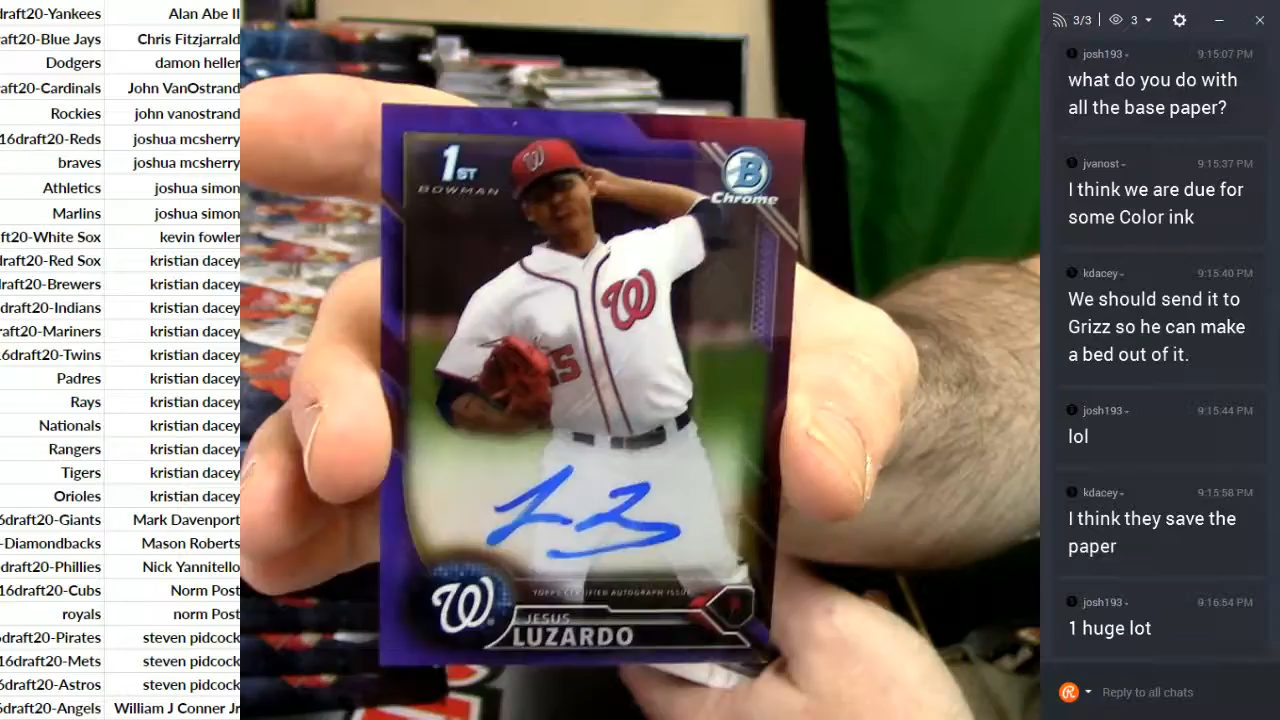 draft20-Yankees Alan Abe II
aft20-Blue Jays Chris Fitzjarrald
Dodgers damon heller
aft20-Cardinals John VanOstrand
Rockies john vanostrand
16draft20-Reds joshua mcsherry
braves joshua mcsherry
Athletics joshua simon
Marlins joshua simon
ft20-White Sox kevin fowler
raft20-Red Sox kristian dacey
draft20-Brewers kristian dacey
draft20-Indians kristian dacey
raft20-Mariners kristian dacey
6draft20-Twins kristian dacey
Padres kristian dacey
Rays kristian dacey
Nationals kristian dacey
Rangers kristian dacey
Tigers kristian dacey
Orioles kristian dacey
6draft20-Giants Mark Davenport
-Diamondbacks Mason Roberts
draft20-Phillies Nick Yannitello
16draft20-Cubs Norm Post
royals norm Post
draft20-Pirates steven pidcock
16draft20-Mets steven pidcock
6draft20-Astros steven pidcock
draft20-Angels William J Conner Jr
1ST
BOWMAN
B
Chrome
W
W
15
W
TOPPS CERTIFIED AUTOGRAPH ISSUE
JESUS
LUZARDO
P
3/3 3
josh193 9:15:07 PM
what do you do with
all the base paper?
jvanost 9:15:37 PM
I think we are due for
some Color ink
kdacey 9:15:40 PM
We should send it to
Grizz so he can make
a bed out of it.
josh193 9:15:44 PM
lol
kdacey 9:15:58 PM
I think they save the
paper
josh193 9:16:54 PM
1 huge lot
Reply to all chats